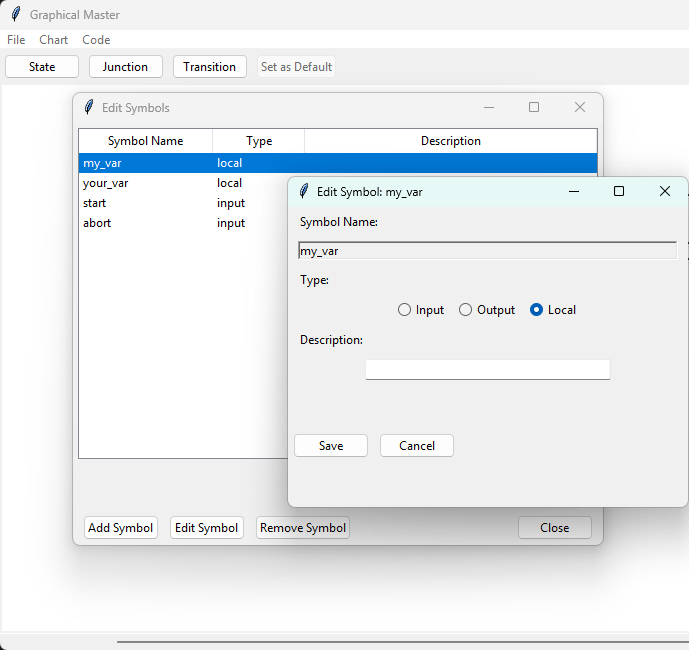 Graphical Master
File Chart Code
State Junction Transition Set as Default
Edit Symbols
Symbol Name Type Description
my_var local
your_var local
start input
abort input
Add Symbol Edit Symbol Remove Symbol Close
Edit Symbol: my_var
Symbol Name:
my_var
Type:
Input Output Local
Description:
Save Cancel